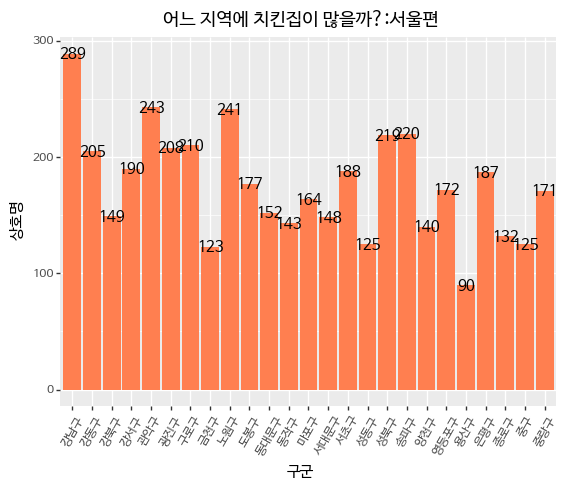 어느 지역에 치킨집이 많을까? :서울편
300
200
100
0
상호명
289
205
149
190
243
208
210
123
241
177
152
143
164
148
188
125
219
220
140
172
90
187
132
125
171
강남구
강동구
강북구
강서구
관악구
광진구
구로구
금천구
노원구
도봉구
동대문구
동작구
마포구
서대문구
서초구
성동구
성북구
송파구
양천구
영등포구
용산구
은평구
종로구
중구
중랑구
구군